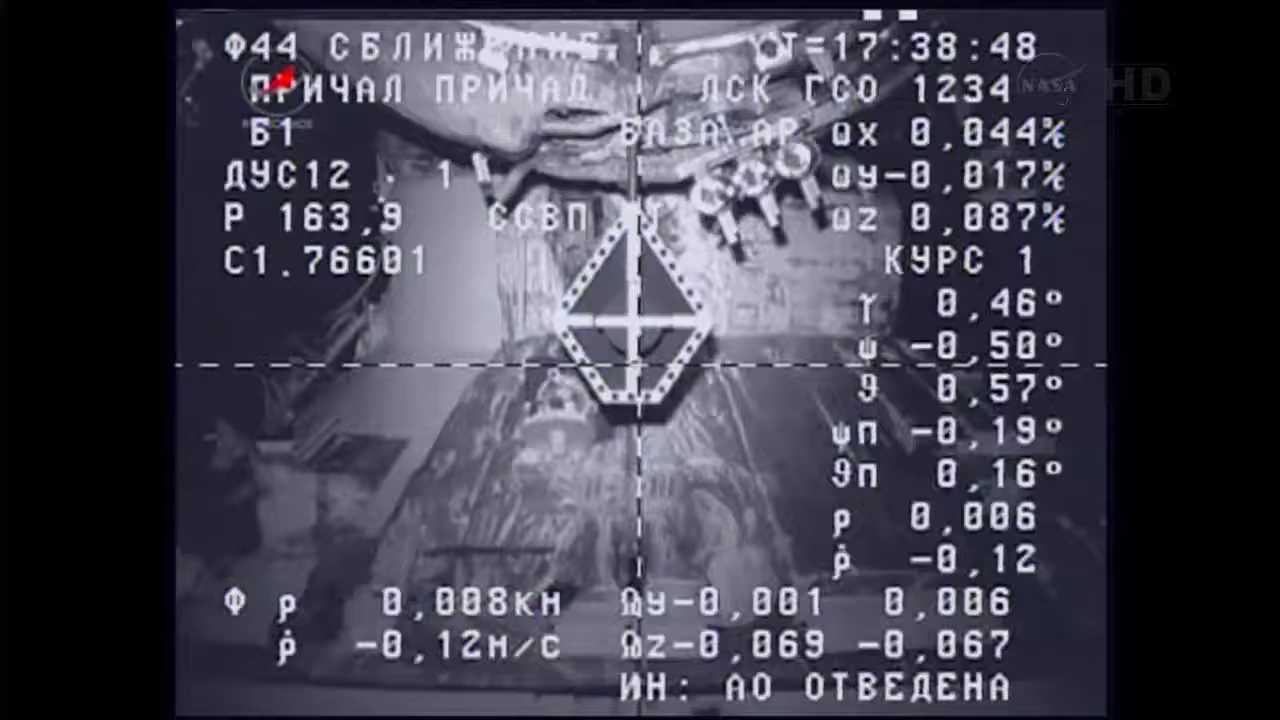 Ф44 СБЛИЖЕНИЕ УТ=17:38:48
ПРИЧАЛ ПРИЧАЛ ЛСК ГСО 1234
NASA HD
Б1 БАЗА\АР ωX 0,044%
ДУС12 . 1 ωУ-0,017%
Р 163,9 ССВП ωZ 0,087%
С1.76601 КУРС 1
γ 0,46°
ψ -0,50°
ϑ 0,57°
ψП -0,19°
ϑП 0,16°
ρ 0,006
ρ̇ -0,12
Ф ρ 0,008КМ ΩУ-0,001 0,006
ρ̇ -0,12М/С ΩZ-0,069 -0,067
ИН: АО ОТВЕДЕНА